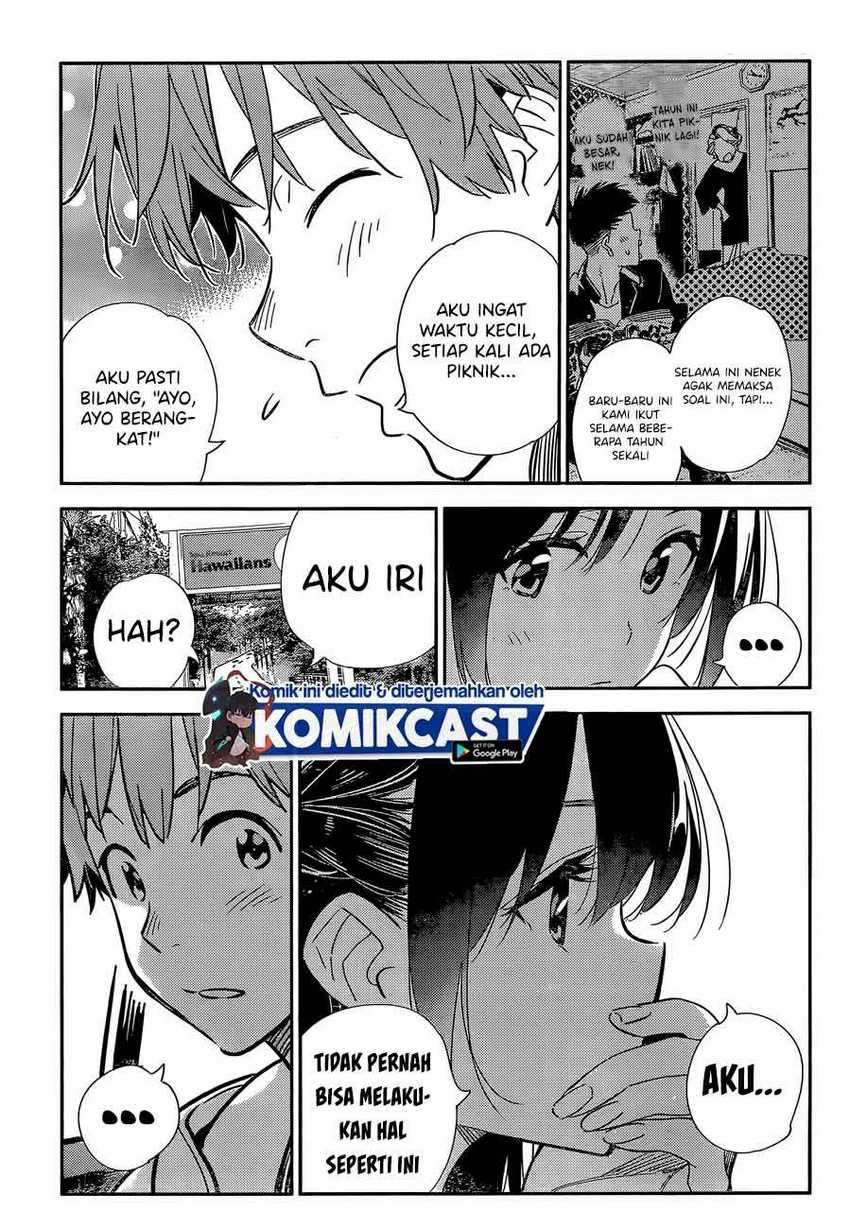 TAHUN INI
KITA PIK-
NIK LAGI!
AKU SUDAH
BESAR,
NEK!
SELAMA INI NENEK
AGAK MEMAKSA
SOAL INI, TAPI...
BARU-BARU INI
KAMI IKUT
SELAMA BEBE-
RAPA TAHUN
SEKALI
AKU INGAT
WAKTU KECIL,
SETIAP KALI ADA
PIKNIK...
AKU PASTI
BILANG, "AYO,
AYO BERANG-
KAT!"
...
AKU IRI
Hawaiians
HAH?
Komik ini diedit & diterjemahkan oleh
KOMIKCAST
GET IT ON
Google Play
AKU...
TIDAK PERNAH
BISA MELAKU-
KAN HAL
SEPERTI INI
...